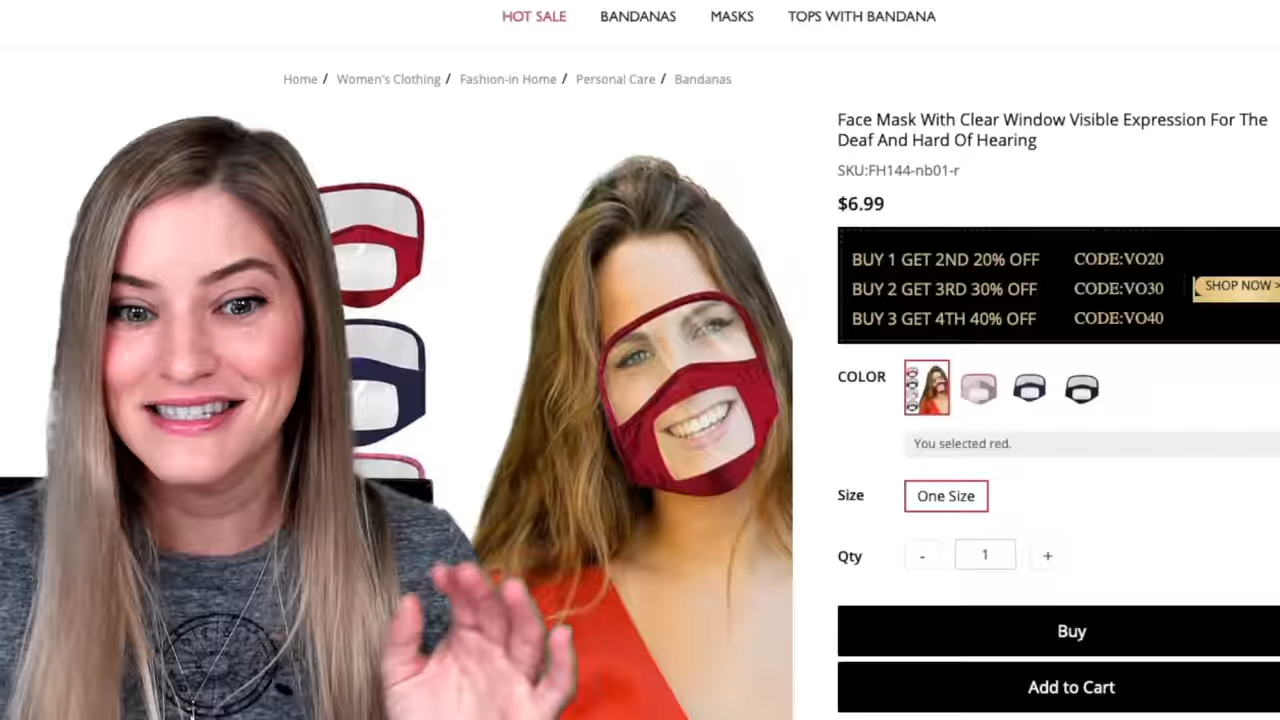 HOT SALE BANDANAS MASKS TOPS WITH BANDANA
Home / Women's Clothing / Fashion-in Home / Personal Care / Bandanas
Face Mask With Clear Window Visible Expression For The
Deaf And Hard Of Hearing
SKU:FH144-nb01-r
$6.99
BUY 1 GET 2ND 20% OFF CODE:VO20
BUY 2 GET 3RD 30% OFF CODE:VO30
SHOP NOW >
BUY 3 GET 4TH 40% OFF CODE:VO40
COLOR
You selected red.
Size One Size
Qty - 1 +
Buy
Add to Cart